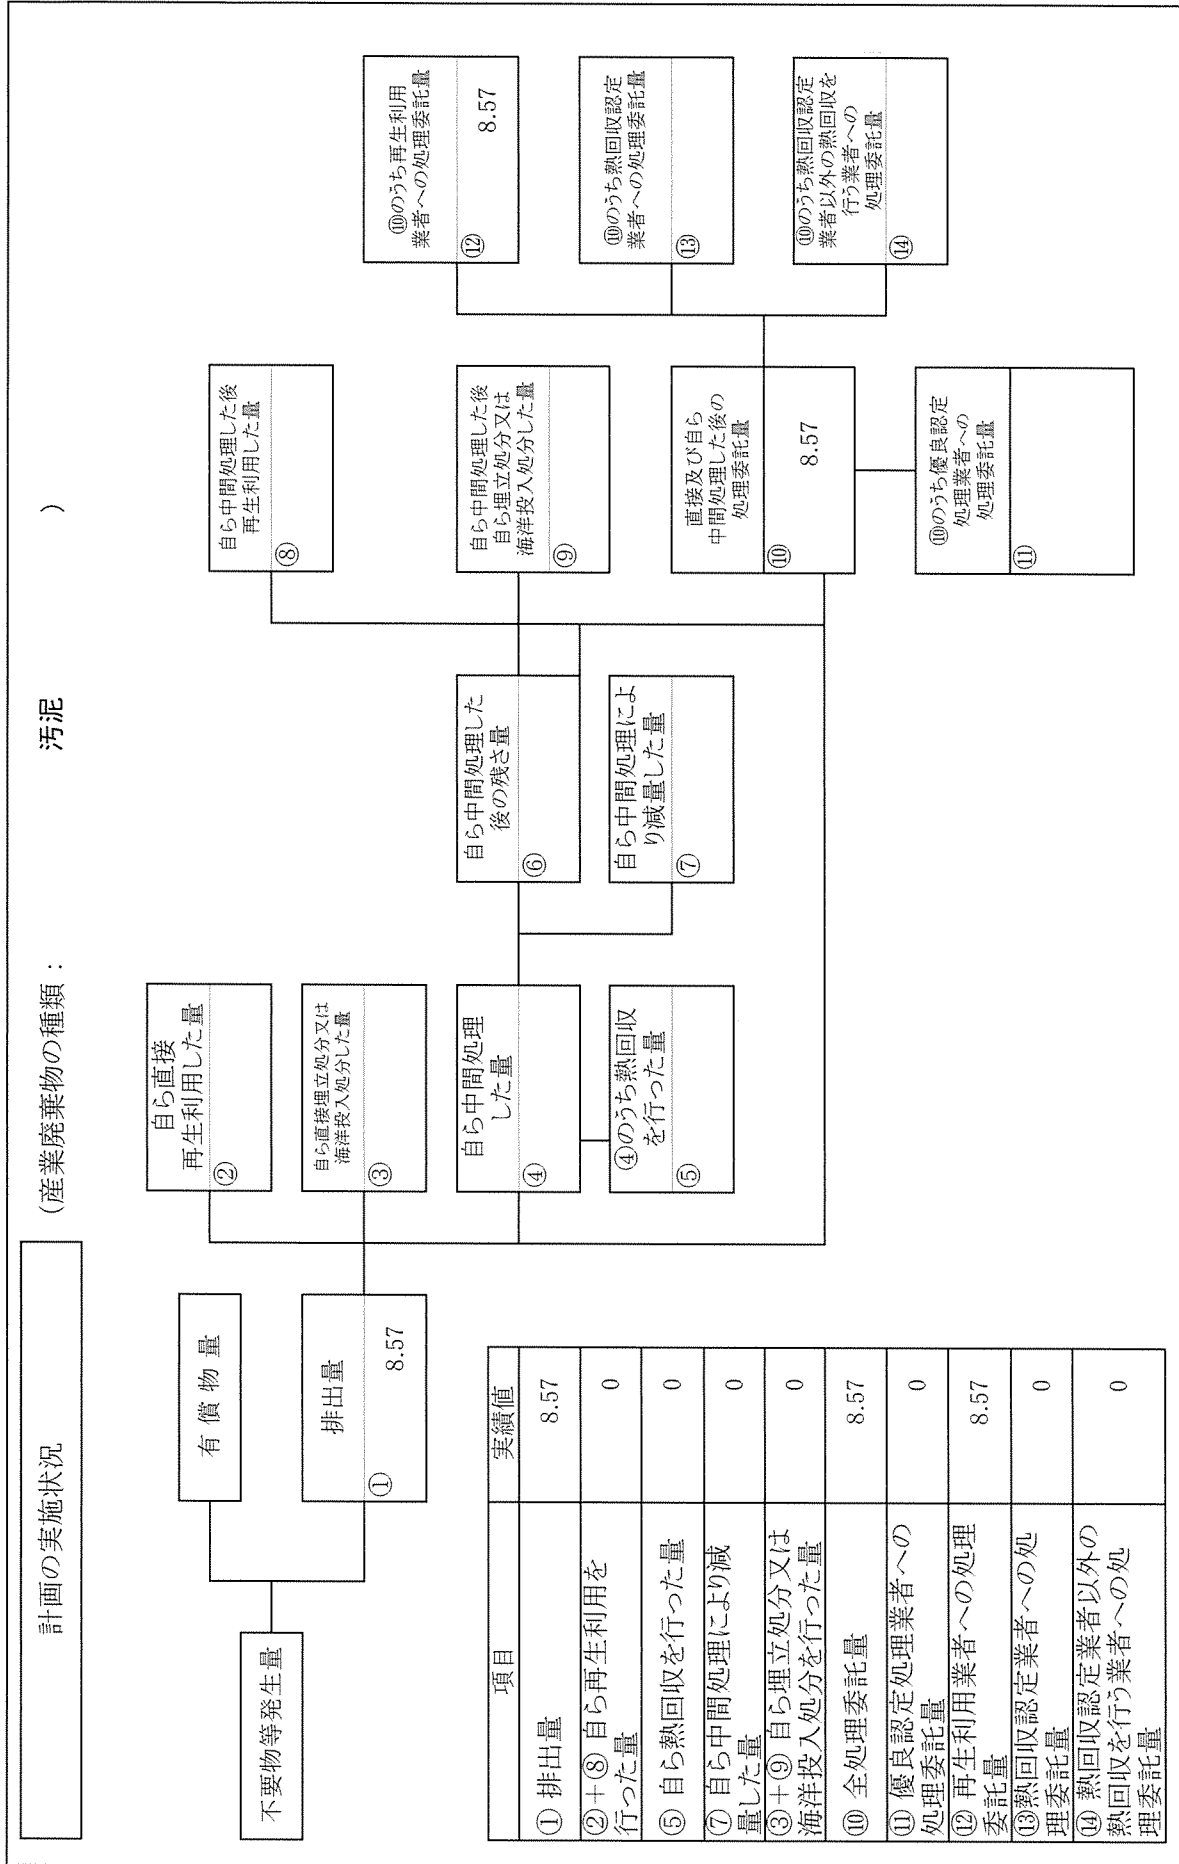 計画の実施状況
(産業廃棄物の種類：　汚泥　)
不要物等発生量
有 償 物 量
排出量
①
8.57
自ら直接
再生利用した量
②
自ら直接埋立処分又は
海洋投入処分した量
③
自ら中間処理
した量
④
④のうち熱回収
を行った量
⑤
自ら中間処理した
後の残さ量
⑥
自ら中間処理によ
り減量した量
⑦
自ら中間処理した後
再生利用した量
⑧
自ら中間処理した後
自ら埋立処分又は
海洋投入処分した量
⑨
直接及び自ら
中間処理した後の
処理委託量
⑩
8.57
⑩のうち優良認定
処理業者への
処理委託量
⑪
⑩のうち再生利用
業者への処理委託量
⑫
8.57
⑩のうち熱回収認定
業者への処理委託量
⑬
⑩のうち熱回収認定
業者以外の熱回収を
行う業者への
処理委託量
⑭
項目 実績値
① 排出量 8.57
②＋⑧ 自ら再生利用を
行った量 0
⑤ 自ら熱回収を行った量 0
⑦ 自ら中間処理により減
量した量 0
③＋⑨ 自ら埋立処分又は
海洋投入処分を行った量 0
⑩ 全処理委託量 8.57
⑪ 優良認定処理業者への
処理委託量 0
⑫ 再生利用業者への処理
委託量 8.57
⑬熱回収認定業者への処
理委託量 0
⑭ 熱回収認定業者以外の
熱回収を行う業者への処
理委託量 0